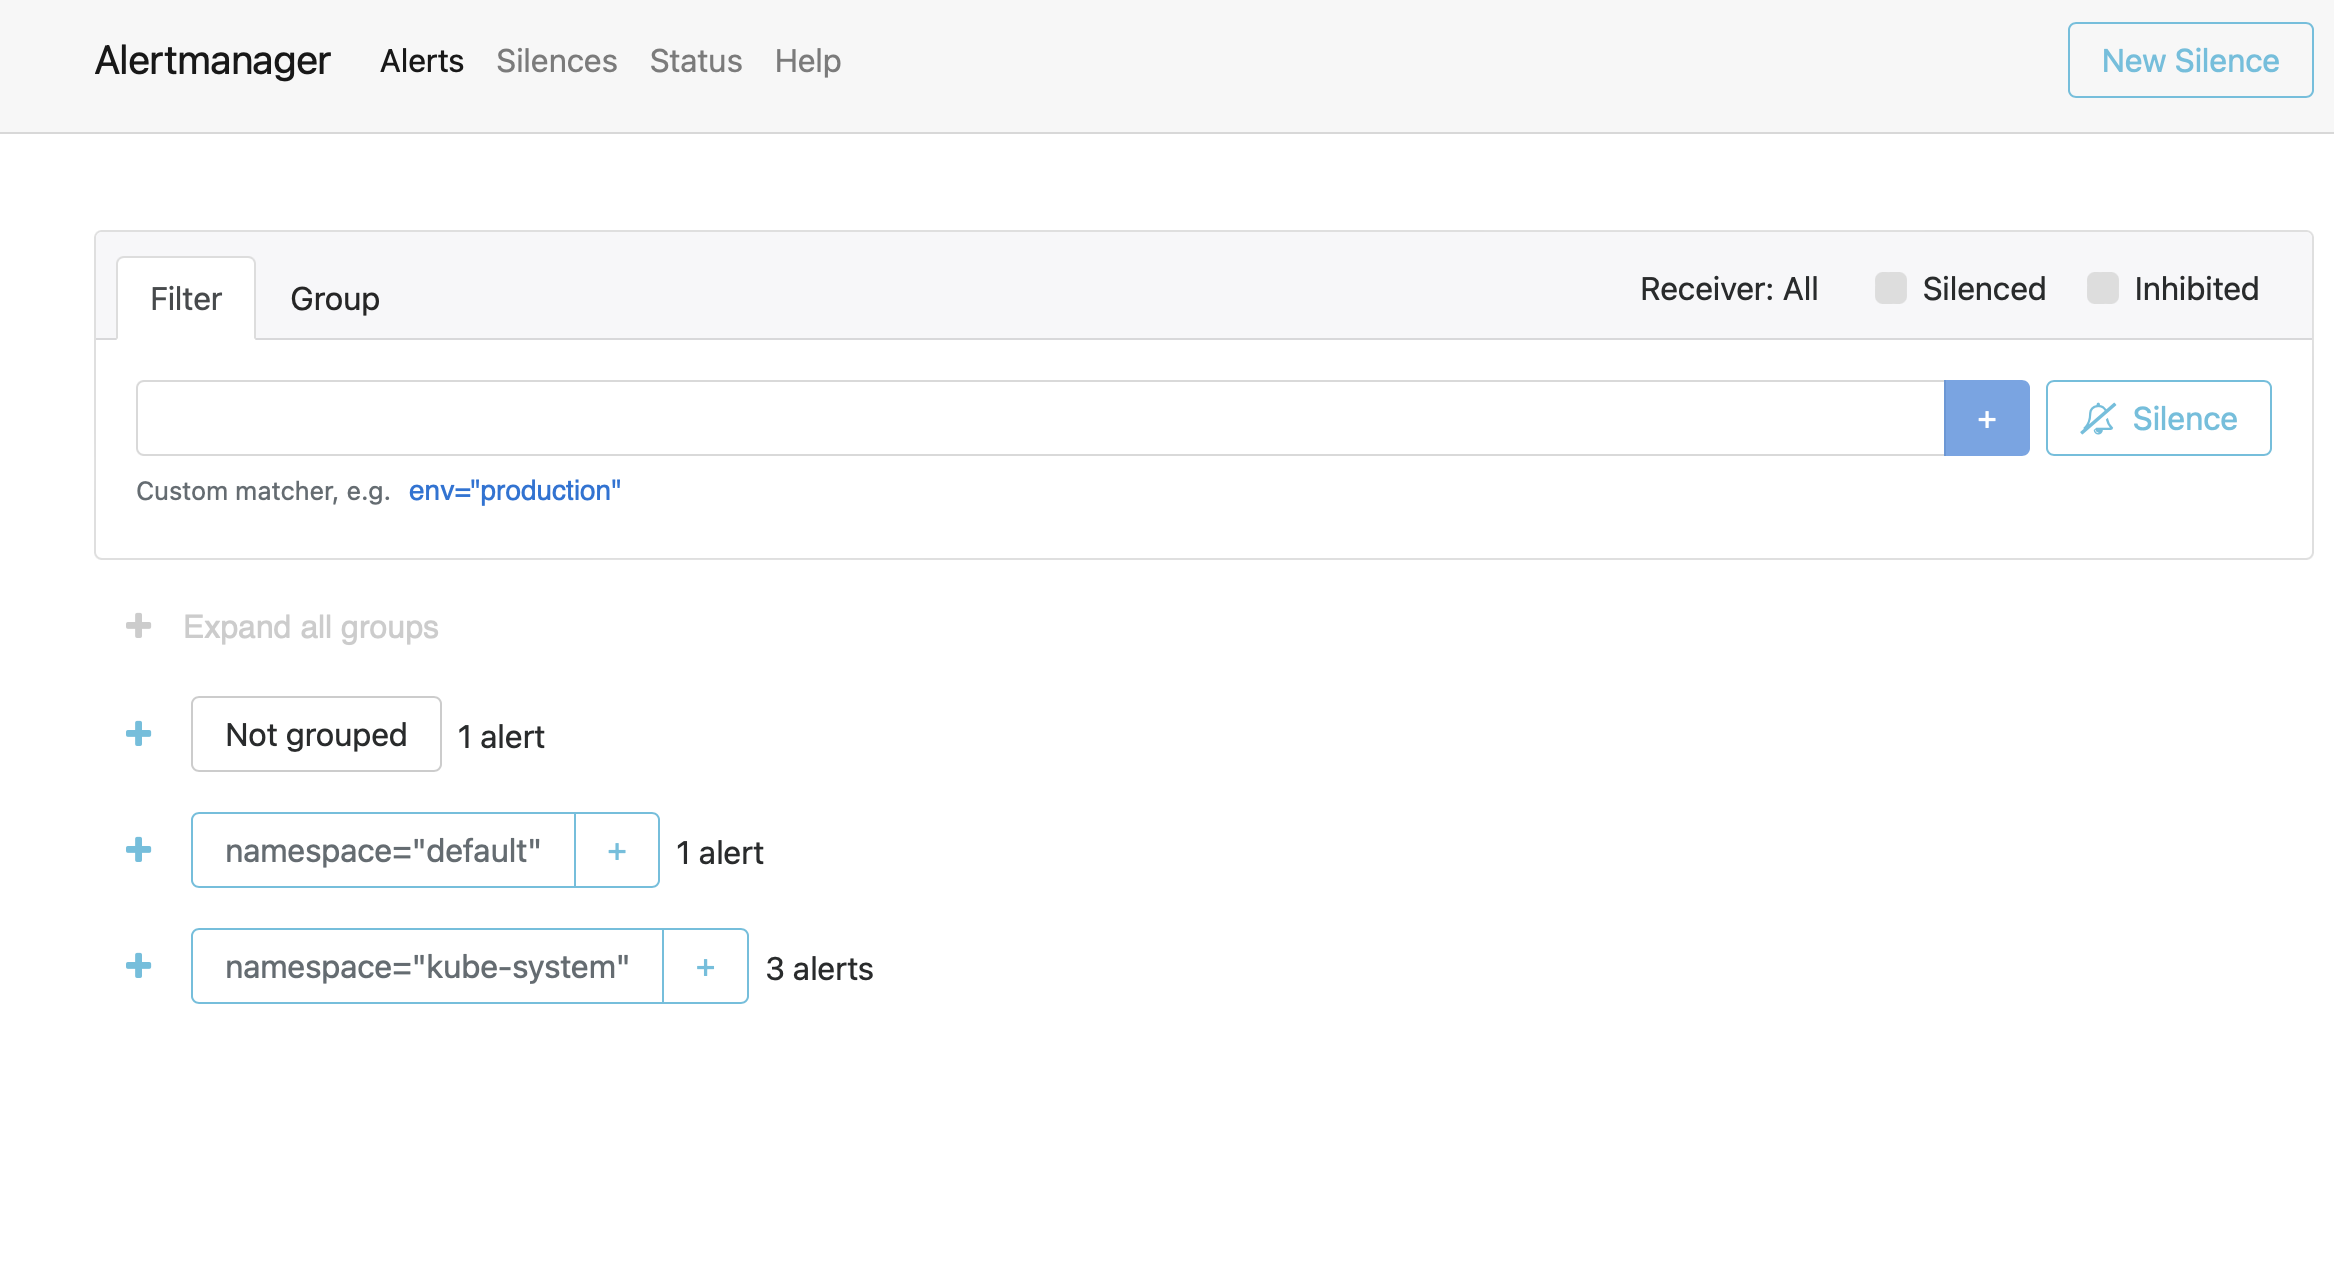 Alertmanager Alerts Silences Status Help New Silence
Filter Group Receiver: All Silenced Inhibited
+ Silence
Custom matcher, e.g. env="production"
+ Expand all groups
+ Not grouped 1 alert
+ namespace="default" + 1 alert
+ namespace="kube-system" + 3 alerts